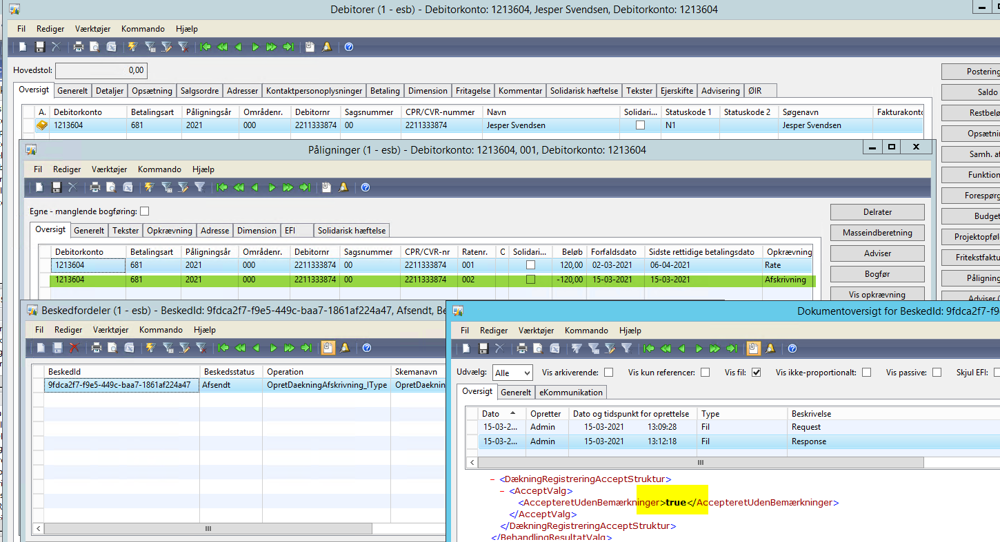 Debitorer (1 - esb) - Debitorkonto: 1213604, Jesper Svendsen, Debitorkonto: 1213604
Fil Rediger Værktøjer Kommando Hjælp
Hovedstol: 0,00
Postering
Oversigt Generelt Detaljer Opsætning Salgsordre Adresser Kontaktpersonoplysninger Betaling Dimension Fritagelse Kommentar Solidarisk hæftelse Tekster Ejerskifte Advisering ØIR
Saldo
A. Debitorkonto Betalingsart Påligningsår Områdenr. Debitornr Sagsnummer CPR/CVR-nummer Navn Solidari... Statuskode 1 Statuskode 2 Søgenavn Fakturakonto
Restbelø
1213604 681 2021 000 2211333874 00 2211333874 Jesper Svendsen N1 Jesper Svendsen
Opsætnin
Påligninger (1 - esb) - Debitorkonto: 1213604, 001, Debitorkonto: 1213604
Samh. af
Fil Rediger Værktøjer Kommando Hjælp
Funktion
Forespørg
Egne - manglende bogføring:
Delrater
Budget
Oversigt Generelt Tekster Opkrævning Adresse Dimension EFI Solidarisk hæftelse
Masseindberetning
Projektopføl
Debitorkonto Betalingsart Påligningsår Områdenr. Debitornr Sagsnummer CPR/CVR-nr Ratenr. C Solidari... Beløb Forfaldsdato Sidste rettidige betalingsdato Opkrævning
Adviser
Fritekstfaktu
1213604 681 2021 000 2211333874 00 2211333874 001 120,00 02-03-2021 06-04-2021 Rate
Bogfør
Påligning
1213604 681 2021 000 2211333874 00 2211333874 002 -120,00 15-03-2021 15-03-2021 Afskrivning
Vis opkrævning
Adviser
Beskedfordeler (1 - esb) - BeskedId: 9fdca2f7-f9e5-449c-baa7-1861af224a47, Afsendt, Be
Fil Rediger Værktøjer Kommando Hjælp
BeskedId Beskedsstatus Operation Skemanavn
9fdca2f7-f9e5-449c-baa7-1861af224a47 Afsendt OpretDaekningAfskrivning_IType OpretDaeknin
Dokumentoversigt for BeskedId: 9fdca2f7-f9
Fil Rediger Værktøjer Kommando Hjælp
Udvælg: Alle Vis arkiverende: Vis kun referencer: Vis fil: Vis ikke-proportionalt: Vis passive: Skjul EFI:
Oversigt Generelt eKommunikation
Dato Opretter Dato og tidspunkt for oprettelse Type Beskrivelse
15-03-2... Admin 15-03-2021 13:09:28 Fil Request
15-03-2... Admin 15-03-2021 13:12:18 Fil Response
– <DækningRegistreringAcceptStruktur>
– <AcceptValg>
<AccepteretUdenBemærkninger>true</AccepteretUdenBemærkninger>
</AcceptValg>
</DækningRegistreringAcceptStruktur>
</BehandlingResultatValg>